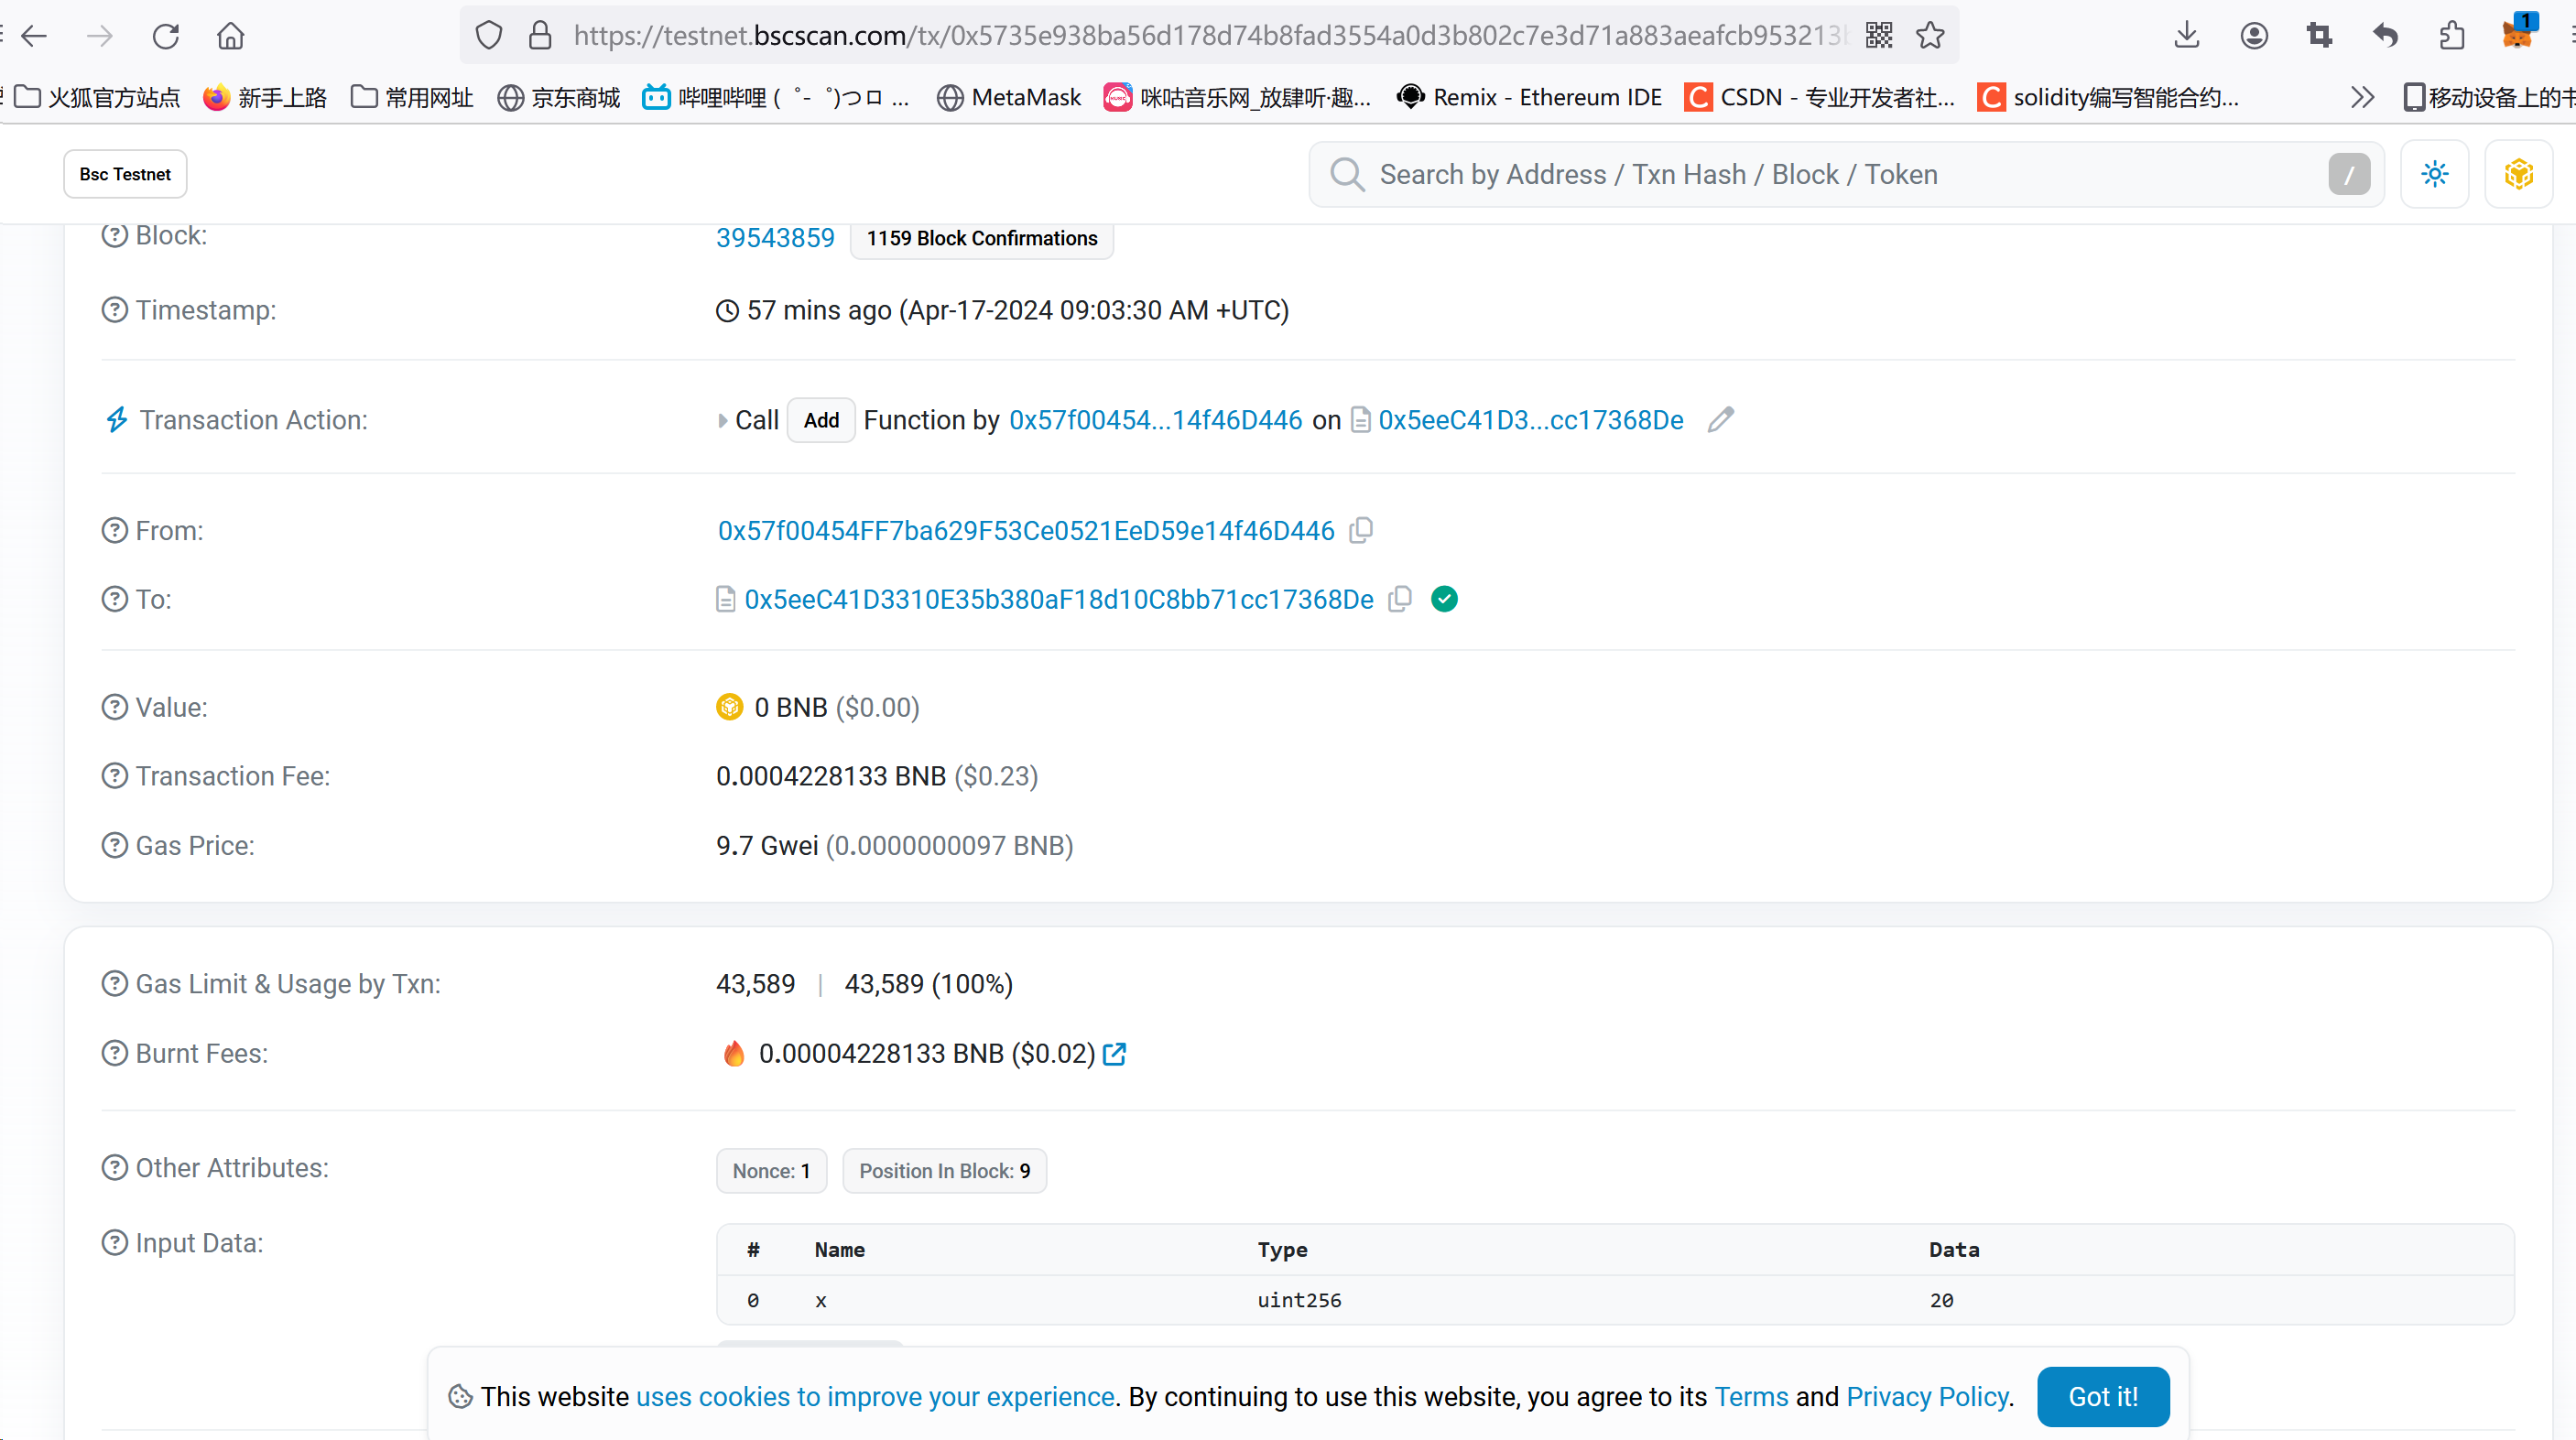 https://testnet.bscscan.com/tx/0x5735e938ba56d178d74b8fad3554a0d3b802c7e3d71a883aeafcb953213b
1
火狐官方站点 新手上路 常用网址 京东商城 哔哩哔哩 ( ゜- ゜)つロ ... MetaMask 咪咕音乐网_放肆听·趣... Remix - Ethereum IDE CSDN - 专业开发者社... solidity编写智能合约... 移动设备上的书
Bsc Testnet Search by Address / Txn Hash / Block / Token /
Block: 39543859 1159 Block Confirmations
Timestamp: 57 mins ago (Apr-17-2024 09:03:30 AM +UTC)
Transaction Action: Call Add Function by 0x57f00454...14f46D446 on 0x5eeC41D3...cc17368De
From: 0x57f00454FF7ba629F53Ce0521EeD59e14f46D446
To: 0x5eeC41D3310E35b380aF18d10C8bb71cc17368De
Value: 0 BNB ($0.00)
Transaction Fee: 0.0004228133 BNB ($0.23)
Gas Price: 9.7 Gwei (0.0000000097 BNB)
Gas Limit & Usage by Txn: 43,589 | 43,589 (100%)
Burnt Fees: 0.00004228133 BNB ($0.02)
Other Attributes: Nonce: 1 Position In Block: 9
Input Data: # Name Type Data
0 x uint256 20
This website uses cookies to improve your experience. By continuing to use this website, you agree to its Terms and Privacy Policy. Got it!